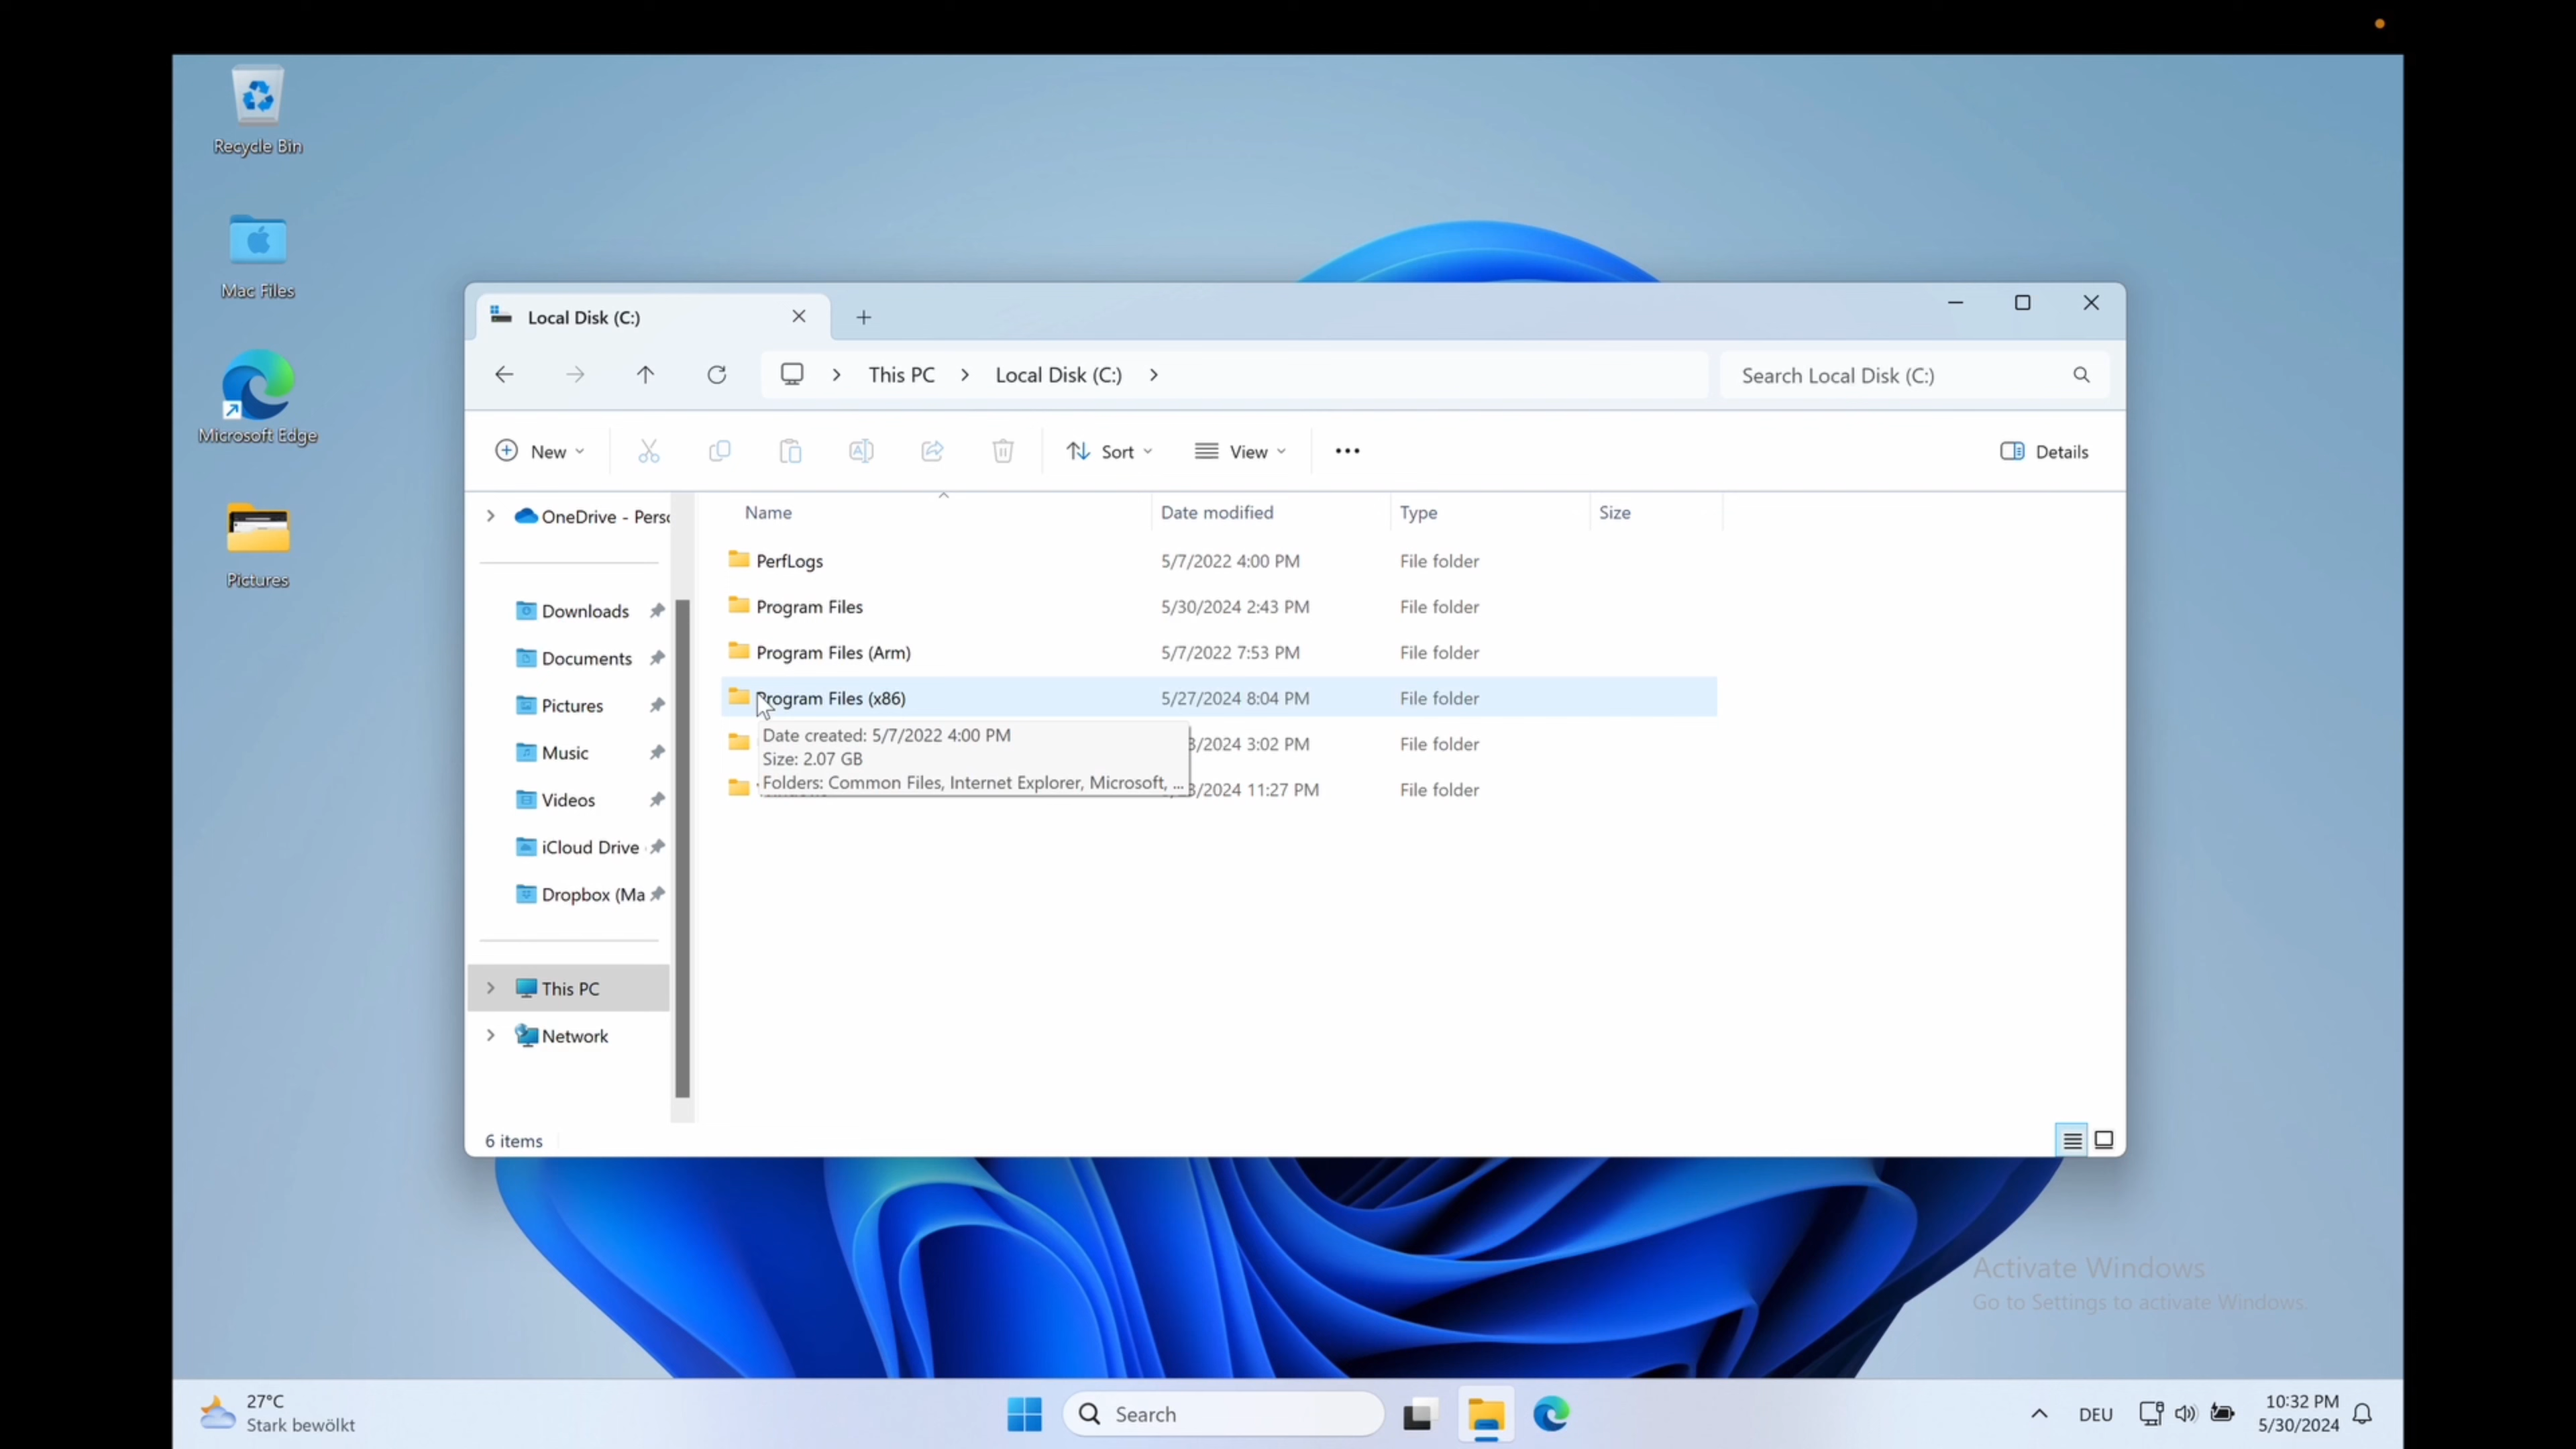 Recycle Bin
Mac Files
Microsoft Edge
Pictures
Local Disk (C:)
This PC
Local Disk (C:)
Search Local Disk (C:)
New
Sort
View
Details
OneDrive - Pers
Downloads
Documents
Pictures
Music
Videos
iCloud Drive
Dropbox (Ma
This PC
Network
Name Date modified Type Size
PerfLogs 5/7/2022 4:00 PM File folder
Program Files 5/30/2024 2:43 PM File folder
Program Files (Arm) 5/7/2022 7:53 PM File folder
Program Files (x86) 5/27/2024 8:04 PM File folder
Date created: 5/7/2022 4:00 PM
Size: 2.07 GB
Folders: Common Files, Internet Explorer, Microsoft, ...
3/2024 3:02 PM File folder
3/2024 11:27 PM File folder
6 items
Activate Windows
Go to Settings to activate Windows.
27°C
Stark bewölkt
Search
DEU
10:32 PM
5/30/2024